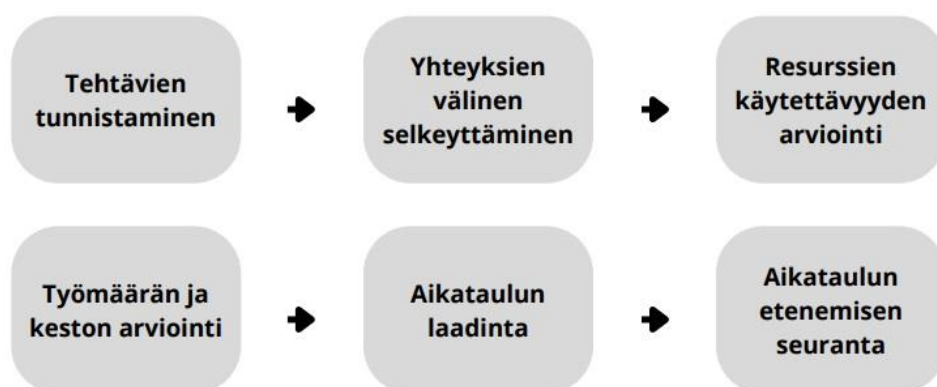 Tehtävien
tunnistaminen
Yhteyksien
välinen
selkeyttäminen
Resurssien
käytettävyyden
arviointi
Työmäärän ja
keston arviointi
Aikataulun
laadinta
Aikataulun
etenemisen
seuranta